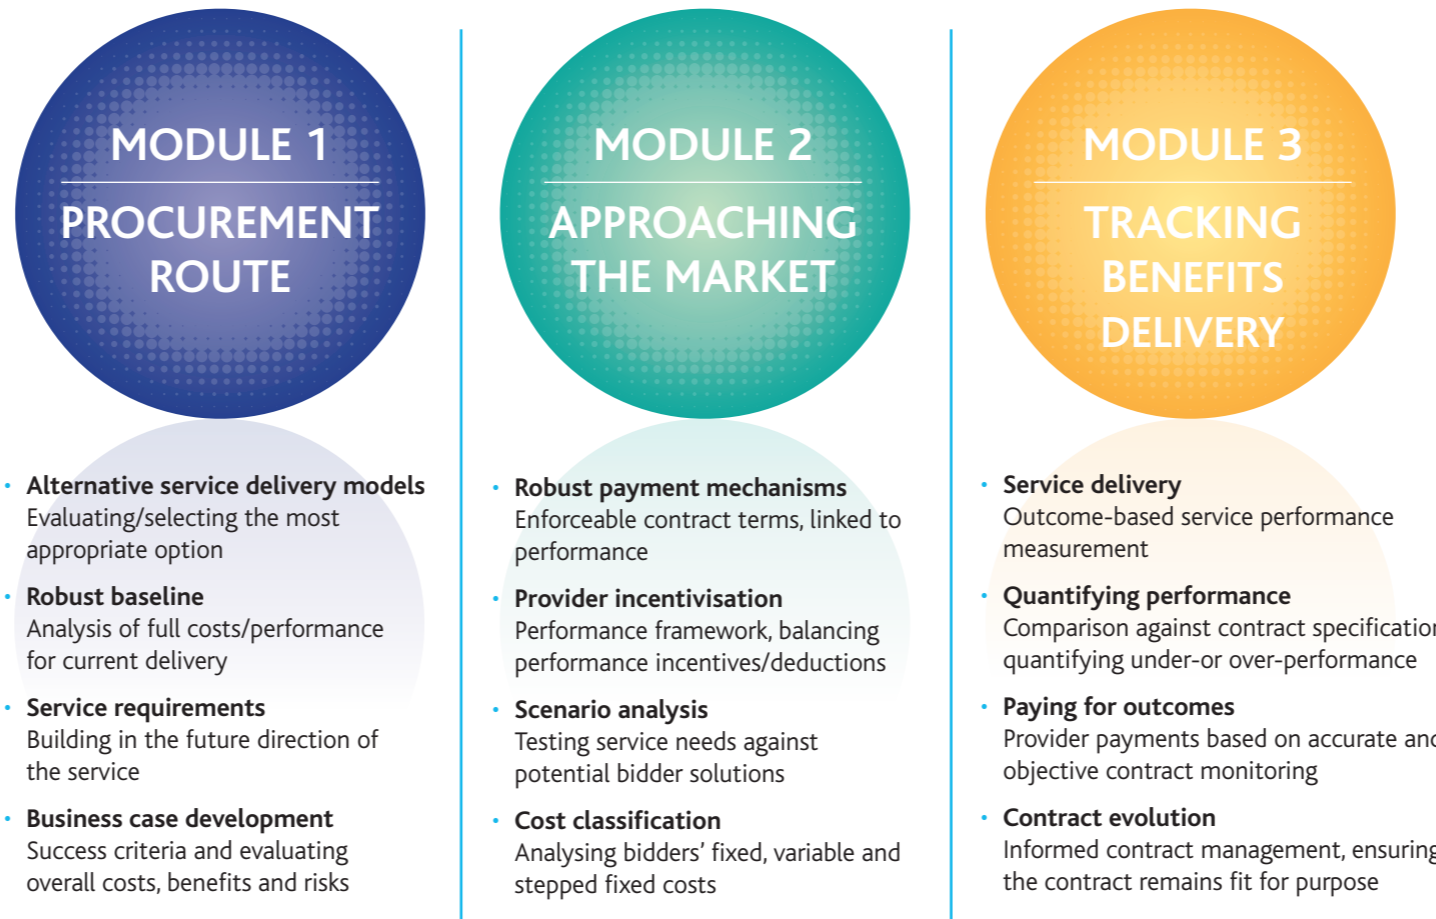 MODULE 1
PROCUREMENT
ROUTE
• Alternative service delivery models
Evaluating/selecting the most
appropriate option
• Robust baseline
Analysis of full costs/performance
for current delivery
• Service requirements
Building in the future direction of
the service
• Business case development
Success criteria and evaluating
overall costs, benefits and risks
MODULE 2
APPROACHING
THE MARKET
• Robust payment mechanisms
Enforceable contract terms, linked to
performance
• Provider incentivisation
Performance framework, balancing
performance incentives/deductions
• Scenario analysis
Testing service needs against
potential bidder solutions
• Cost classification
Analysing bidders’ fixed, variable and
stepped fixed costs
MODULE 3
TRACKING
BENEFITS
DELIVERY
• Service delivery
Outcome-based service performance
measurement
• Quantifying performance
Comparison against contract specification
quantifying under-or over-performance
• Paying for outcomes
Provider payments based on accurate and
objective contract monitoring
• Contract evolution
Informed contract management, ensuring
the contract remains fit for purpose